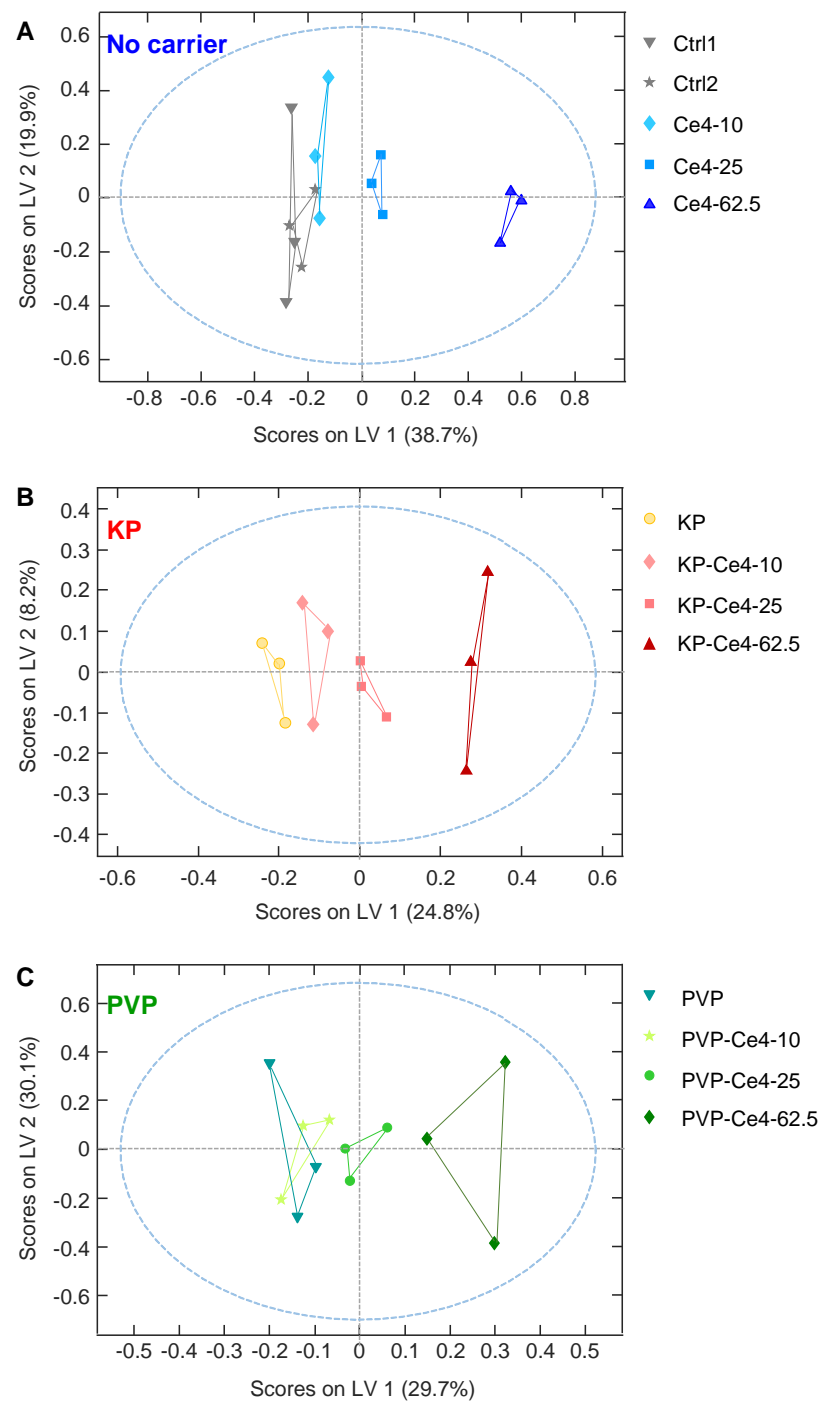 A
No carrier
0.6
0.4
0.2
0
-0.2
-0.4
-0.6
Scores on LV 2 (19.9%)
-0.8 -0.6 -0.4 -0.2 0 0.2 0.4 0.6 0.8
Scores on LV 1 (38.7%)
Ctrl1
Ctrl2
Ce4-10
Ce4-25
Ce4-62.5
B
KP
0.4
0.3
0.2
0.1
0
-0.1
-0.2
-0.3
-0.4
Scores on LV 2 (8.2%)
-0.6 -0.4 -0.2 0 0.2 0.4 0.6
Scores on LV 1 (24.8%)
KP
KP-Ce4-10
KP-Ce4-25
KP-Ce4-62.5
C
PVP
0.6
0.4
0.2
0
-0.2
-0.4
-0.6
Scores on LV 2 (30.1%)
-0.5 -0.4 -0.3 -0.2 -0.1 0 0.1 0.2 0.3 0.4 0.5
Scores on LV 1 (29.7%)
PVP
PVP-Ce4-10
PVP-Ce4-25
PVP-Ce4-62.5